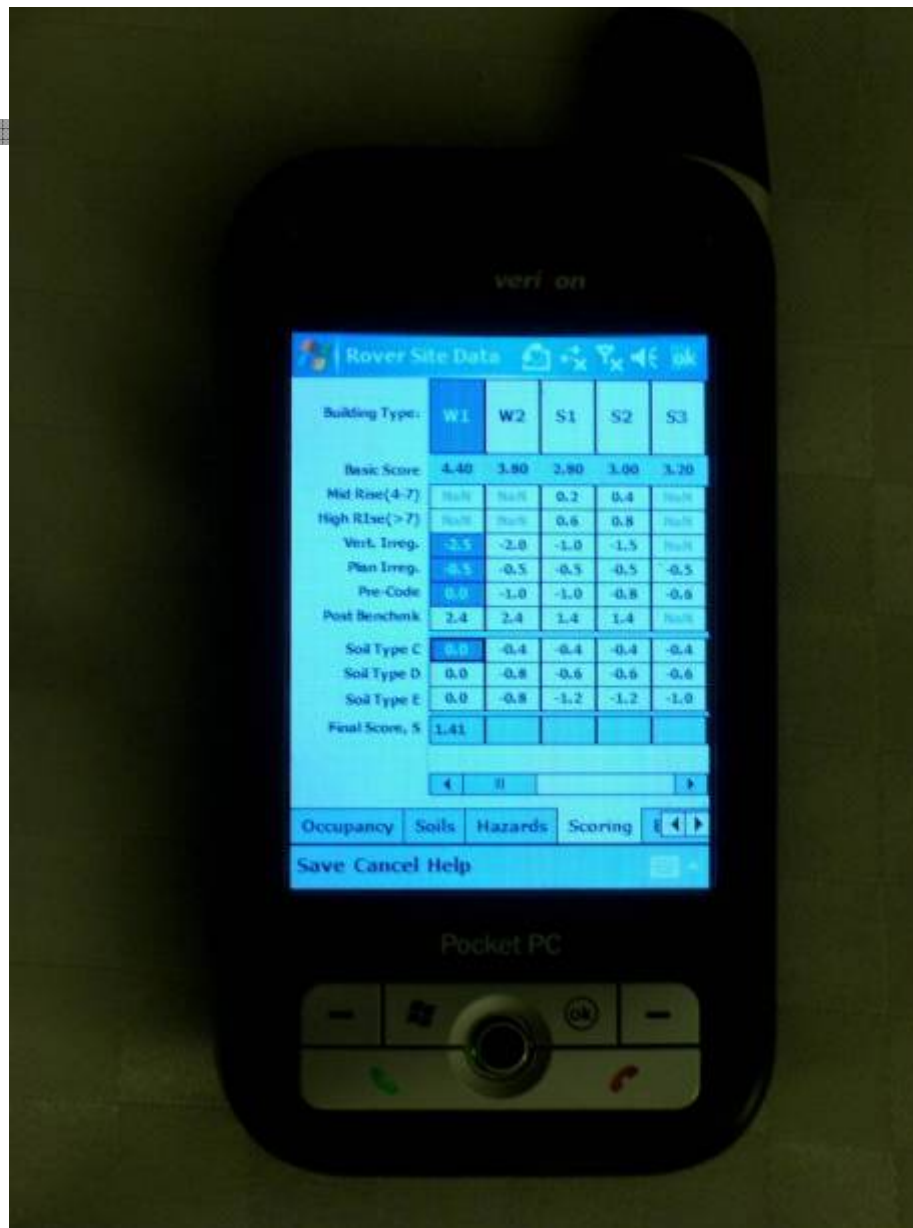 verizon
Rover Site Data ok
Building Type: W1 W2 S1 S2 S3
Basic Score 4.40 3.80 2.80 3.00 3.20
Mid Rise(4-7) NaN NaN 0.2 0.4 NaN
High RIse(>7) NaN NaN 0.6 0.8 NaN
Vert. Irreg. -2.5 -2.0 -1.0 -1.5 NaN
Plan Irreg. -0.5 -0.5 -0.5 -0.5 -0.5
Pre-Code 0.0 -1.0 -1.0 -0.8 -0.6
Post Benchmk 2.4 2.4 1.4 1.4 NaN
Soil Type C 0.0 -0.4 -0.4 -0.4 -0.4
Soil Type D 0.0 -0.8 -0.6 -0.6 -0.6
Soil Type E 0.0 -0.8 -1.2 -1.2 -1.0
Final Score, S 1.41
Occupancy Soils Hazards Scoring
Save Cancel Help
Pocket PC
ok